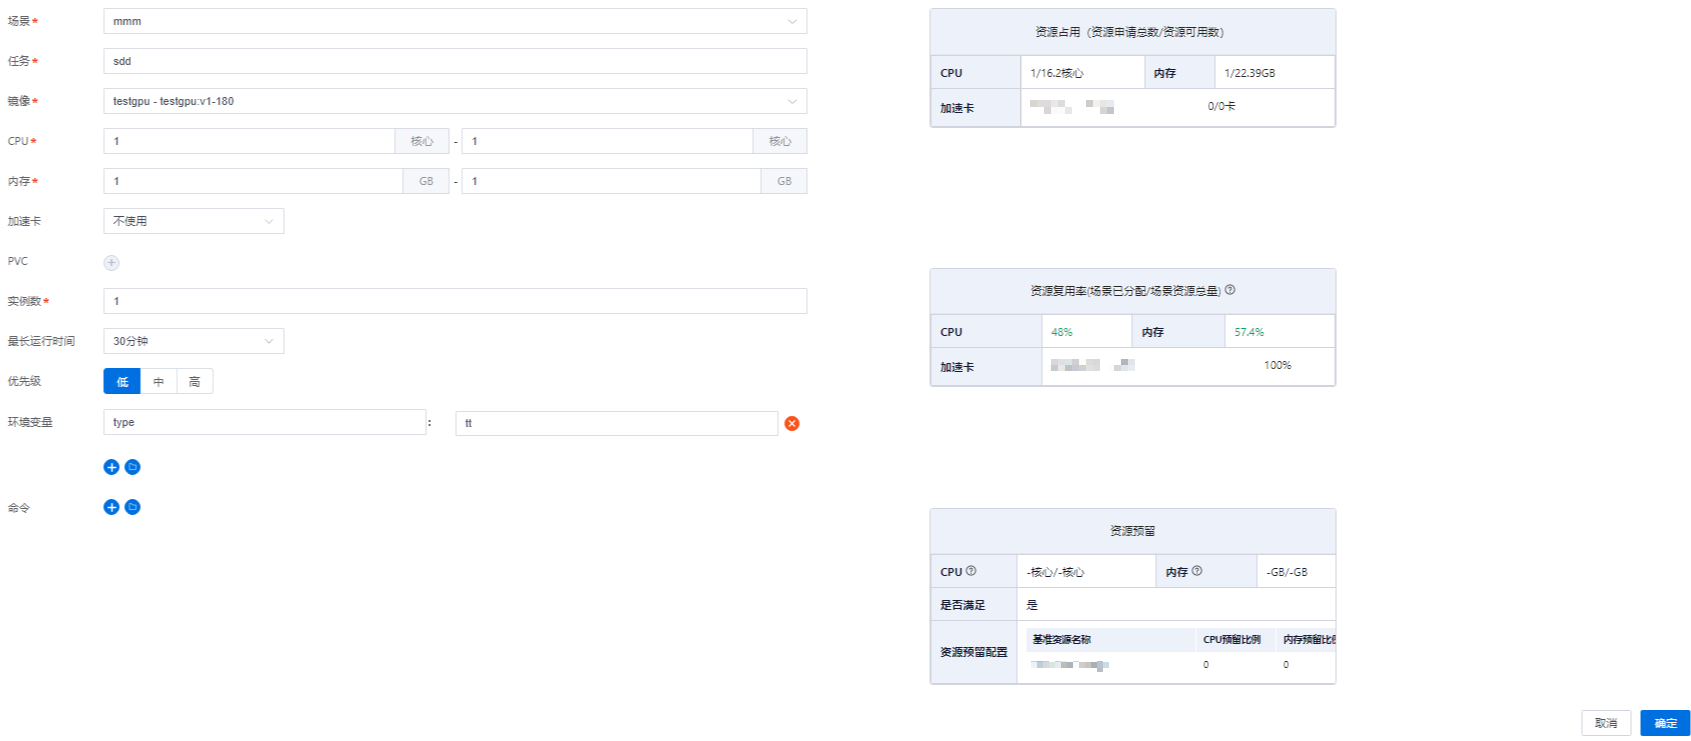 场景*
mmm
任务*
sdd
镜像*
testgpu - testgpu:v1-180
CPU*
1 核心 - 1 核心
内存*
1 GB - 1 GB
加速卡
不使用
PVC
实例数*
1
最长运行时间
30分钟
优先级
低 中 高
环境变量
type : tt
命令
资源占用（资源申请总数/资源可用数）
CPU 1/16.2核心 内存 1/22.39GB
加速卡 0/0卡
资源复用率(场景已分配/场景资源总量)
CPU 48% 内存 57.4%
加速卡 100%
资源预留
CPU -核心/-核心 内存 -GB/-GB
是否满足 是
资源预留配置
基准资源名称 CPU预留比例 内存预留比例
0 0
取消 确定